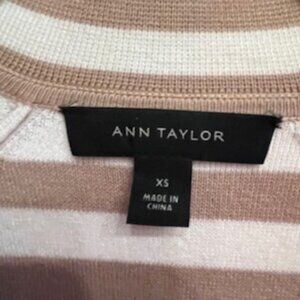 ANN TAYLOR
XS
MADE IN
CHINA